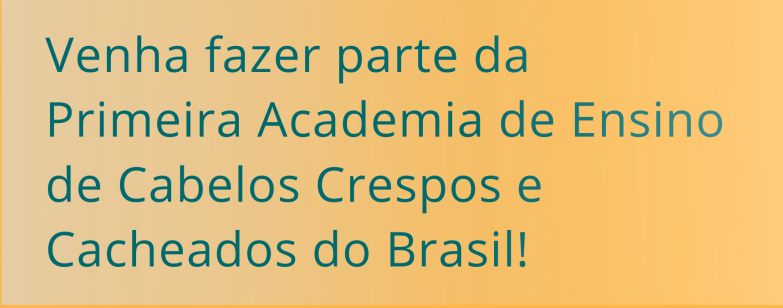 Venha fazer parte da
Primeira Academia de Ensino
de Cabelos Crespos e
Cacheados do Brasil!